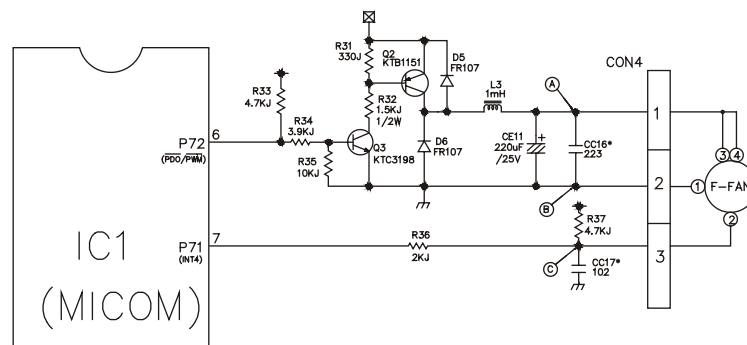 R31
330J
Q2
KTB1151
D5
FR107
L3
1mH
CON4
R33
4.7KJ
R32
1.5KJ
1/2W
A
1
P72
(PDO/PWM)
6
R34
3.9KJ
Q3
KTC3198
D6
FR107
CE11
220uF
/25V
+
CC16*
223
3
4
R35
10KJ
B
2
1
F-FAN
2
R37
4.7KJ
P71
(INT4)
7
R36
2KJ
C
CC17*
102
3
IC1
(MICOM)